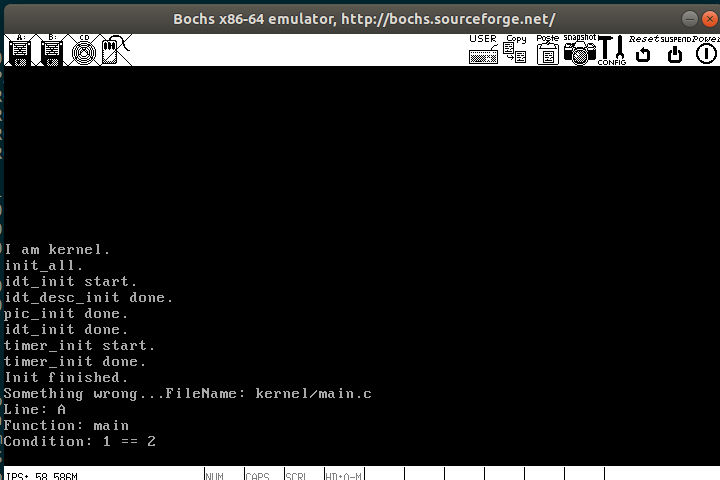 Bochs x86-64 emulator, http://bochs.sourceforge.net/
A: B: CD USER Copy Paste snapshot CONFIG Reset SUSPEND Power
I am kernel.
init_all.
idt_init start.
idt_desc_init done.
pic_init done.
idt_init done.
timer_init start.
timer_init done.
Init finished.
Something wrong...FileName: kernel/main.c
Line: A
Function: main
Condition: 1 == 2
IPS: 58.586M NUM CAPS SCRL HD:0-M